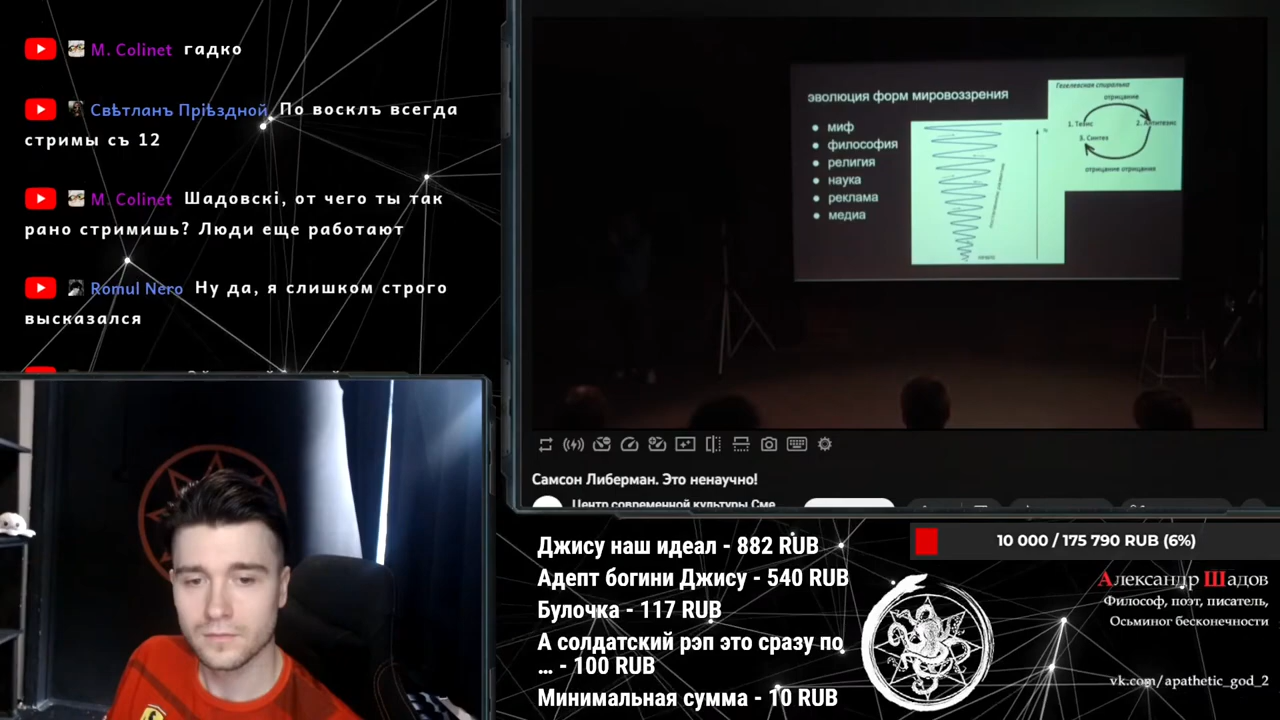 M. Colinet гадко
Свѣтланъ Прiѣздной По восклъ всегда
стримы съ 12
M. Colinet Шадовскi, от чего ты так
рано стримишь? Люди еще работают
Romul Nero Ну да, я слишком строго
высказался
эволюция форм мировоззрения
миф
философия
религия
наука
реклама
медиа
начало
Гегелевская спиралька
отрицание
1. Тезис
2. Антитезис
3. Синтез
отрицание отрицания
Самсон Либерман. Это ненаучно!
Центр современной культуры Сме
Джису наш идеал - 882 RUB
Адепт богини Джису - 540 RUB
Булочка - 117 RUB
А солдатский рэп это сразу по
... - 100 RUB
Минимальная сумма - 10 RUB
10 000 / 175 790 RUB (6%)
Александр Шадов
Философ, поэт, писатель,
Осьминог бесконечности
vk.com/apathetic_god_2